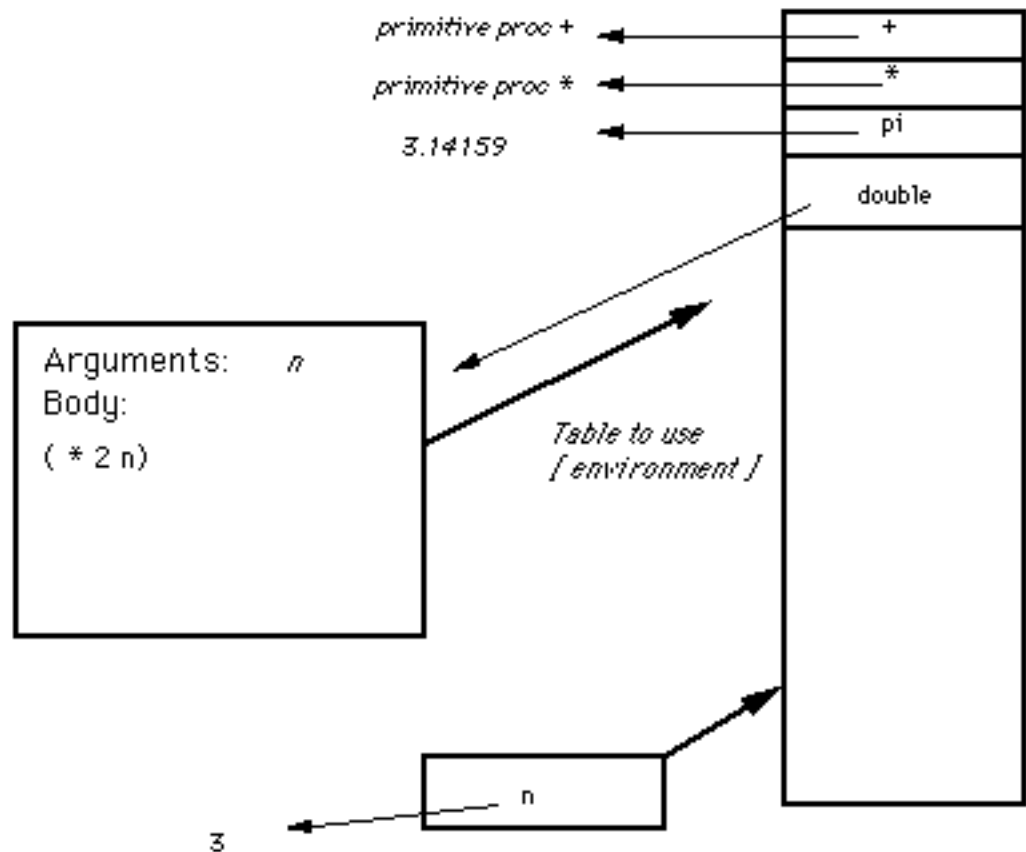 primitive proc +
+
primitive proc *
*
3.14159
pi
double
Arguments: n
Body:
( * 2 n)
Table to use
[ environment ]
n
3